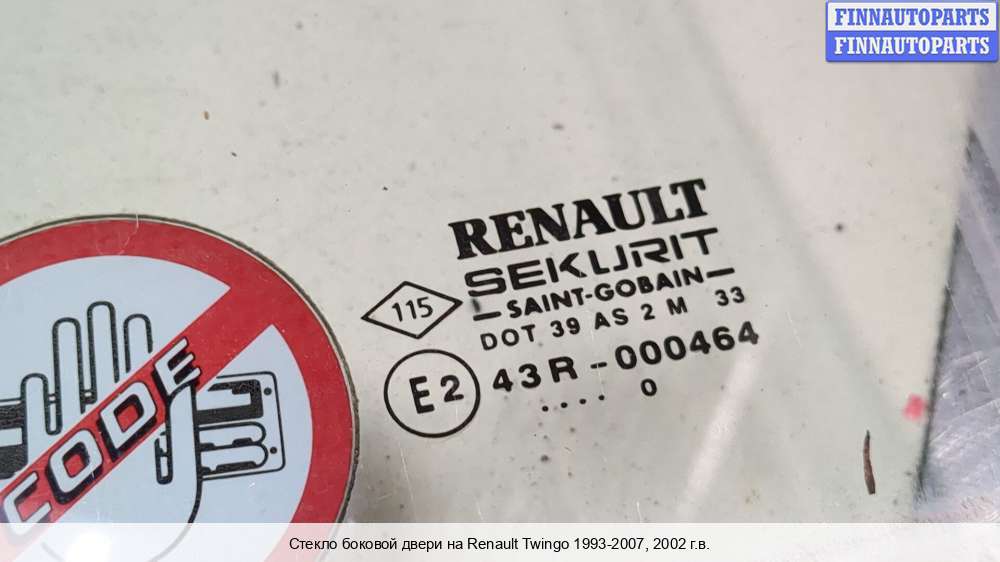 FINNAUTOPARTS
FINNAUTOPARTS
RENAULT
SEKURIT
SAINT-GOBAIN
115
DOT 39 AS 2 M 33
E2
43R-000464
.... 0
CODE
Стекло боковой двери на Renault Twingo 1993-2007, 2002 г.в.